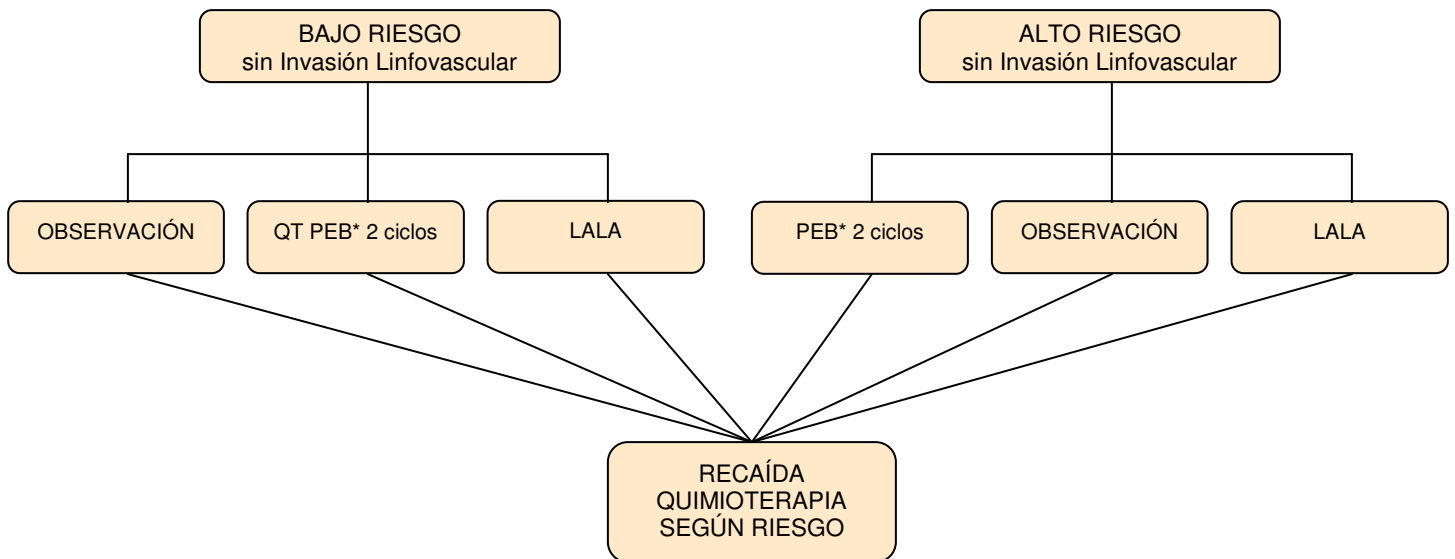 BAJO RIESGO
sin Invasión Linfovascular
ALTO RIESGO
sin Invasión Linfovascular
OBSERVACIÓN
QT PEB* 2 ciclos
LALA
PEB* 2 ciclos
OBSERVACIÓN
LALA
RECAÍDA
QUIMIOTERAPIA
SEGÚN RIESGO